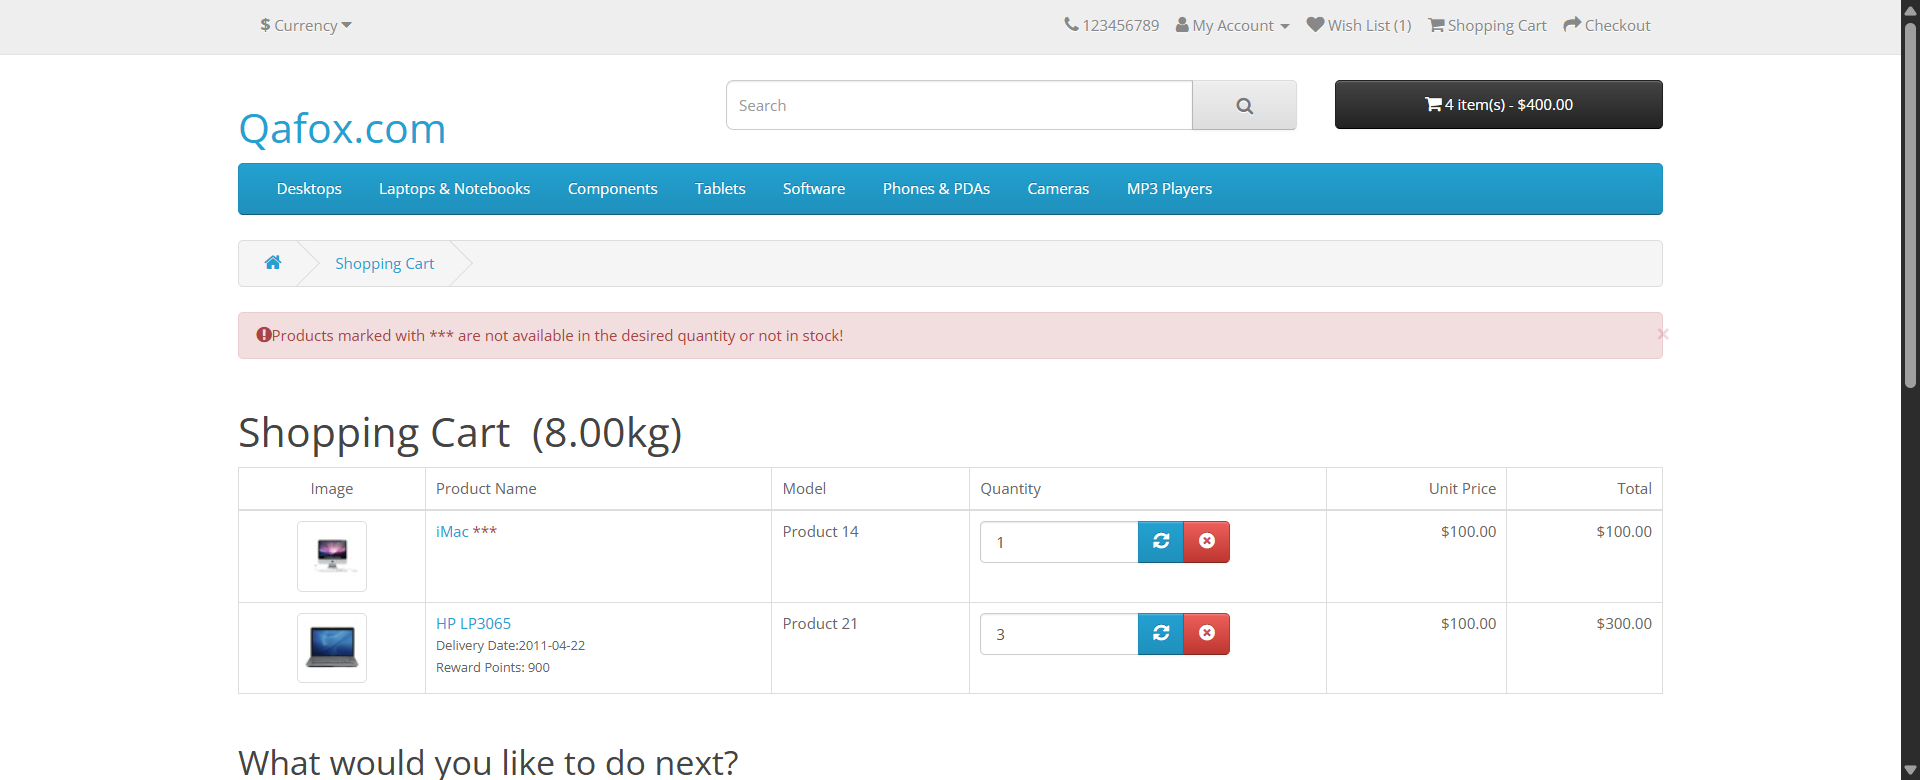 $ Currency
123456789 My Account Wish List (1) Shopping Cart Checkout
Qafox.com
Search
4 item(s) - $400.00
Desktops Laptops & Notebooks Components Tablets Software Phones & PDAs Cameras MP3 Players
Shopping Cart
Products marked with *** are not available in the desired quantity or not in stock!
×
Shopping Cart (8.00kg)
Image Product Name Model Quantity Unit Price Total
iMac *** Product 14 1 $100.00 $100.00
HP LP3065 Product 21 3 $100.00 $300.00
Delivery Date:2011-04-22
Reward Points: 900
What would you like to do next?